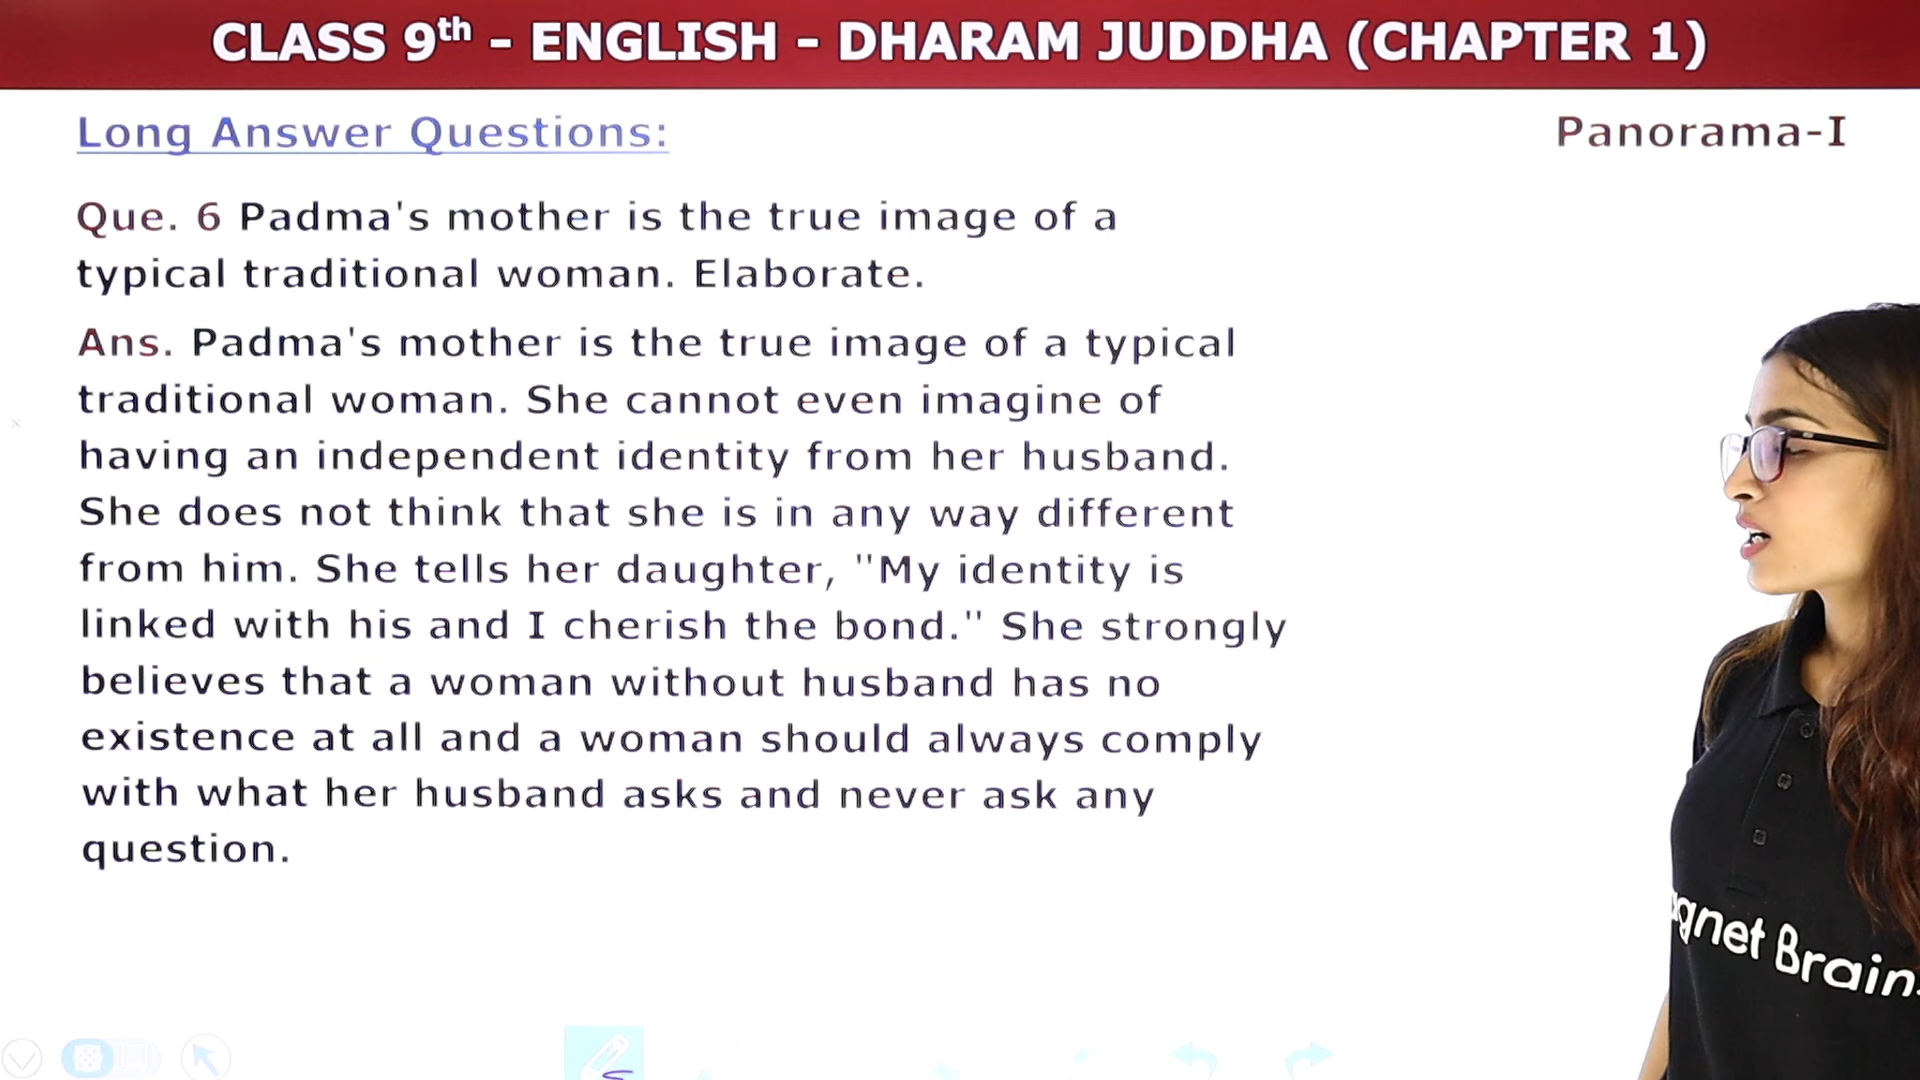 CLASS 9th - ENGLISH - DHARAM JUDDHA (CHAPTER 1)
Long Answer Questions:
Panorama-I
Que. 6 Padma's mother is the true image of a
typical traditional woman. Elaborate.
Ans. Padma's mother is the true image of a typical
traditional woman. She cannot even imagine of
having an independent identity from her husband.
She does not think that she is in any way different
from him. She tells her daughter, "My identity is
linked with his and I cherish the bond." She strongly
believes that a woman without husband has no
existence at all and a woman should always comply
with what her husband asks and never ask any
question.
gnet Brains